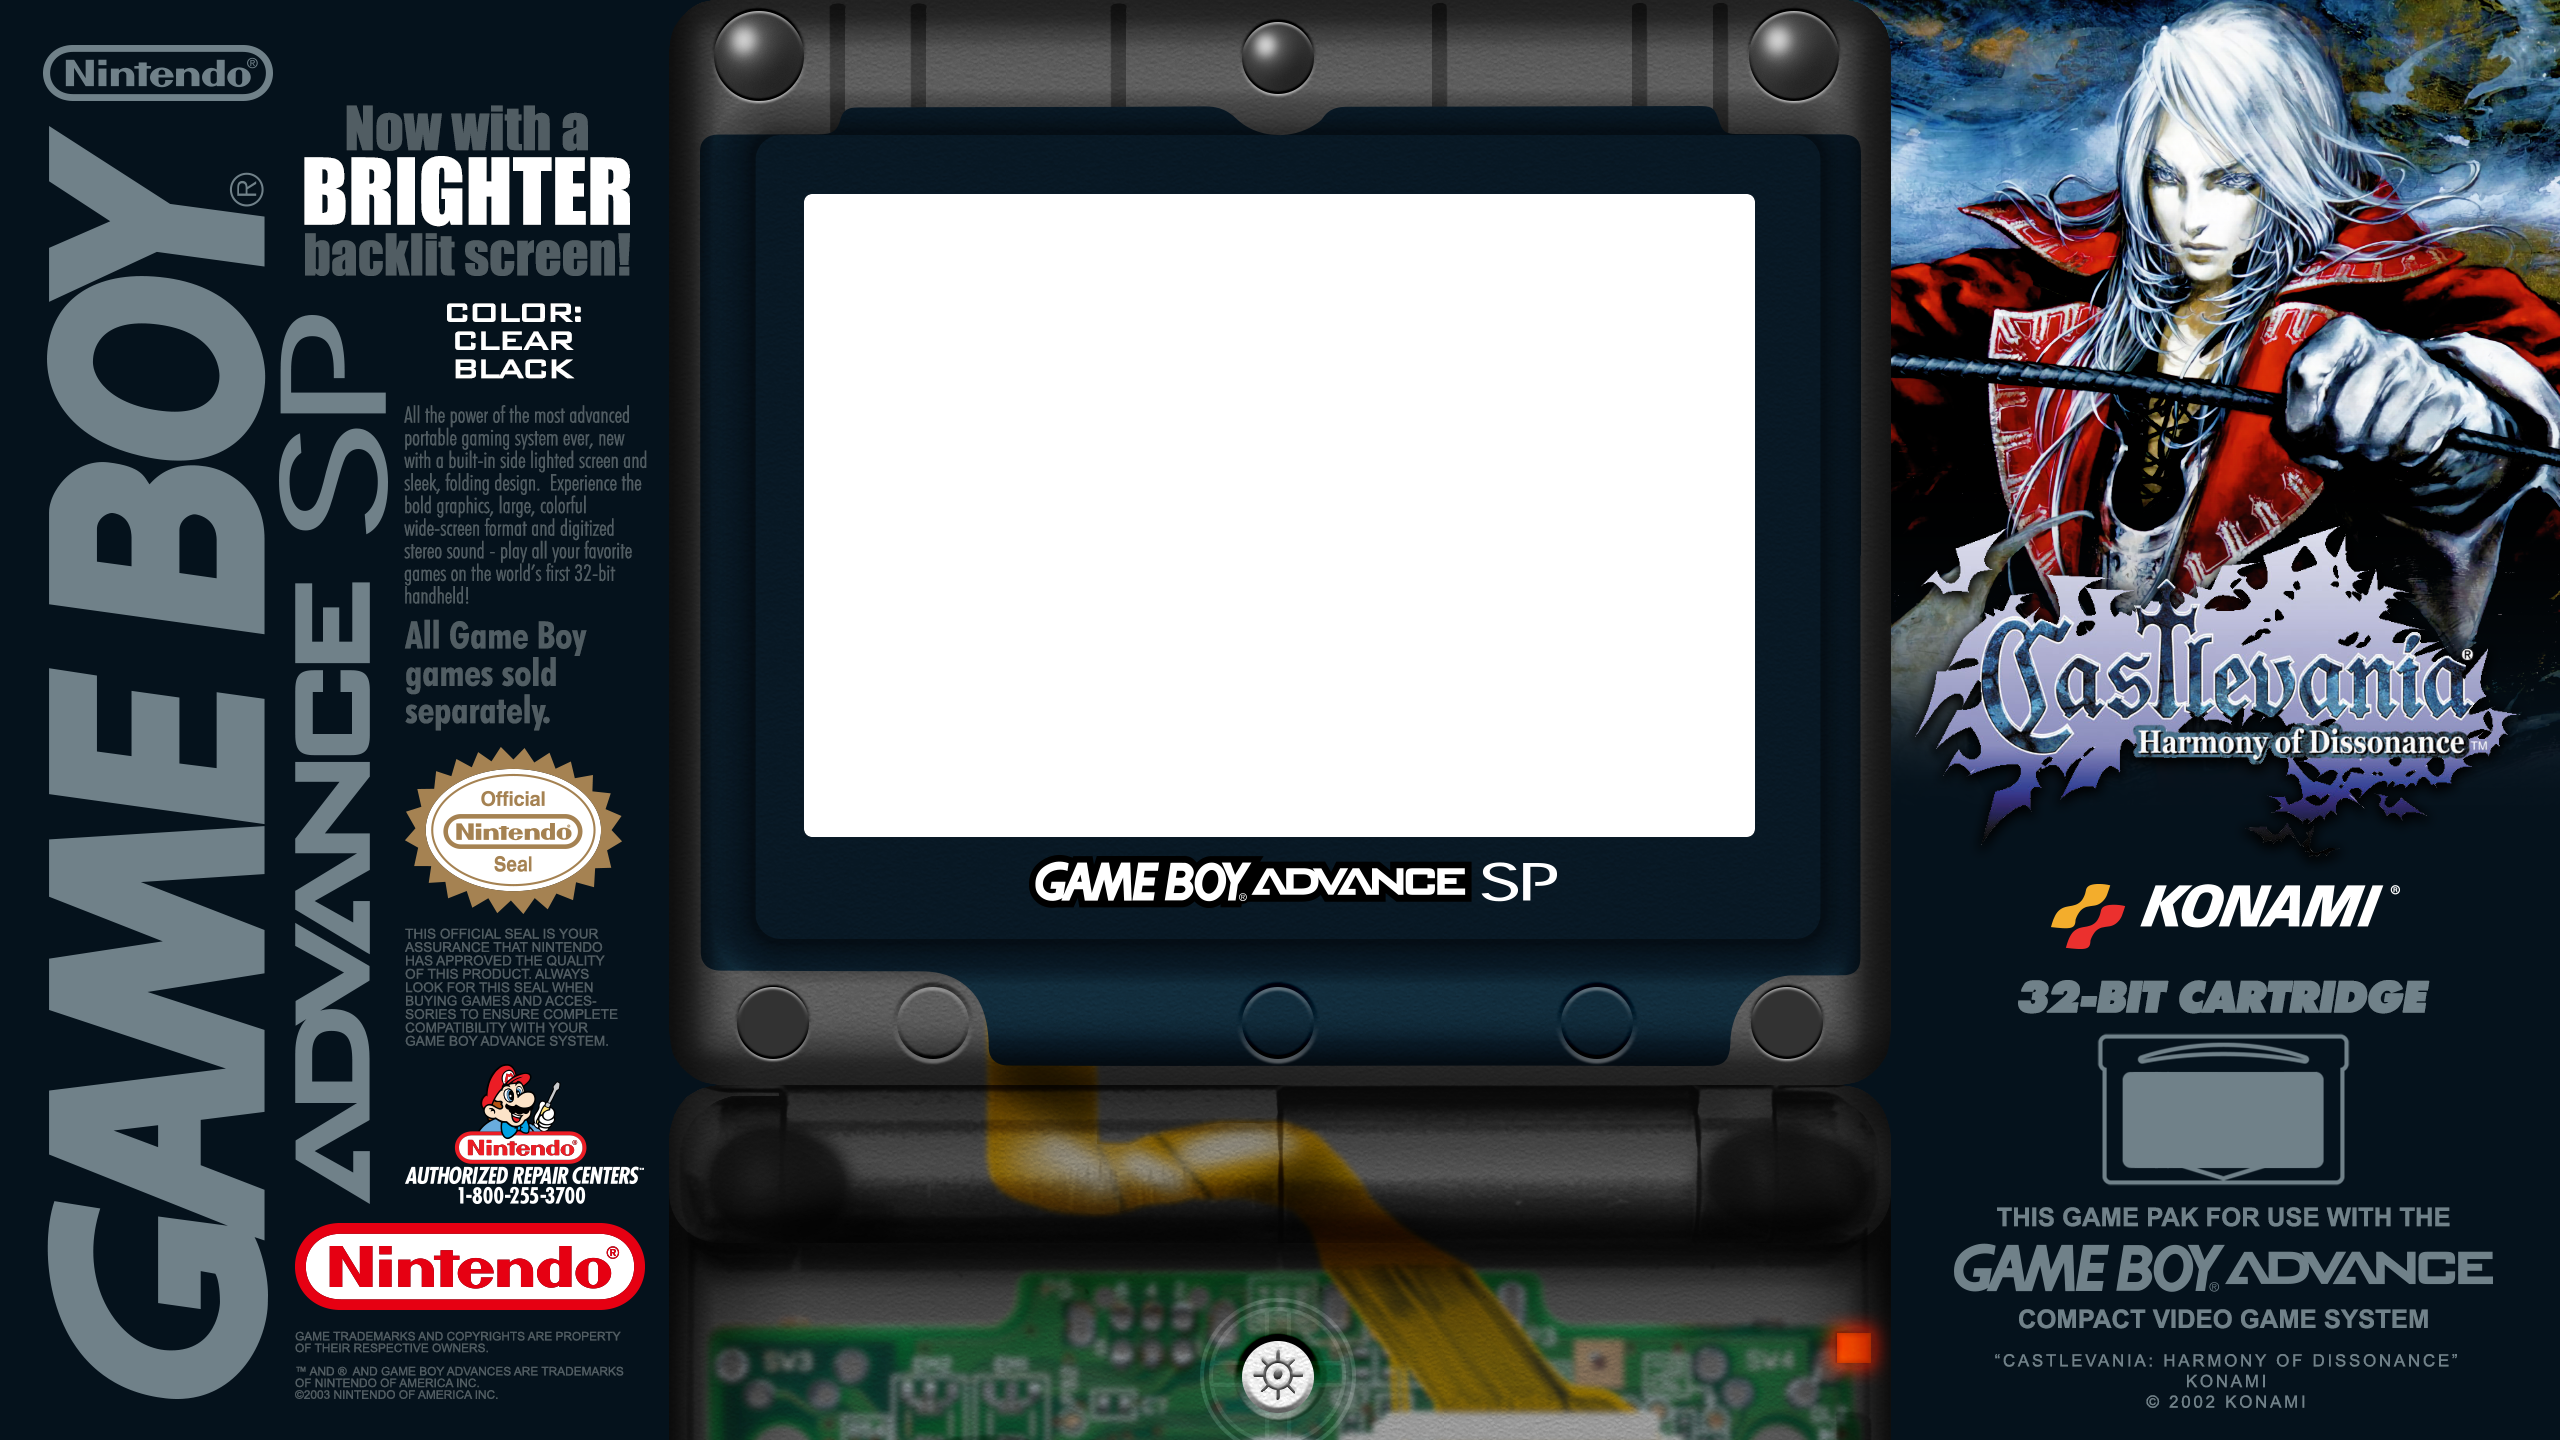 Nintendo®
GAME BOY®
ADVANCE SP
Now with a
BRIGHTER
backlit screen!
COLOR:
CLEAR
BLACK
All the power of the most advanced
portable gaming system ever, new
with a built-in side lighted screen and
sleek, folding design. Experience the
bold graphics, large, colorful
wide-screen format and digitized
stereo sound - play all your favorite
games on the world's first 32-bit
handheld!
All Game Boy
games sold
separately.
Official
Nintendo®
Seal
THIS OFFICIAL SEAL IS YOUR
ASSURANCE THAT NINTENDO
HAS APPROVED THE QUALITY
OF THIS PRODUCT. ALWAYS
LOOK FOR THIS SEAL WHEN
BUYING GAMES AND ACCES-
SORIES TO ENSURE COMPLETE
COMPATIBILITY WITH YOUR
GAME BOY ADVANCE SYSTEM.
Nintendo®
AUTHORIZED REPAIR CENTERS™
1-800-255-3700
Nintendo®
GAME TRADEMARKS AND COPYRIGHTS ARE PROPERTY
OF THEIR RESPECTIVE OWNERS.
™ AND ® AND GAME BOY ADVANCES ARE TRADEMARKS
OF NINTENDO OF AMERICA INC.
©2003 NINTENDO OF AMERICA INC.
GAME BOY® ADVANCE SP
Castlevania®
Harmony of Dissonance™
KONAMI®
32-BIT CARTRIDGE
THIS GAME PAK FOR USE WITH THE
GAME BOY® ADVANCE
COMPACT VIDEO GAME SYSTEM
“CASTLEVANIA: HARMONY OF DISSONANCE”
KONAMI
© 2002 KONAMI